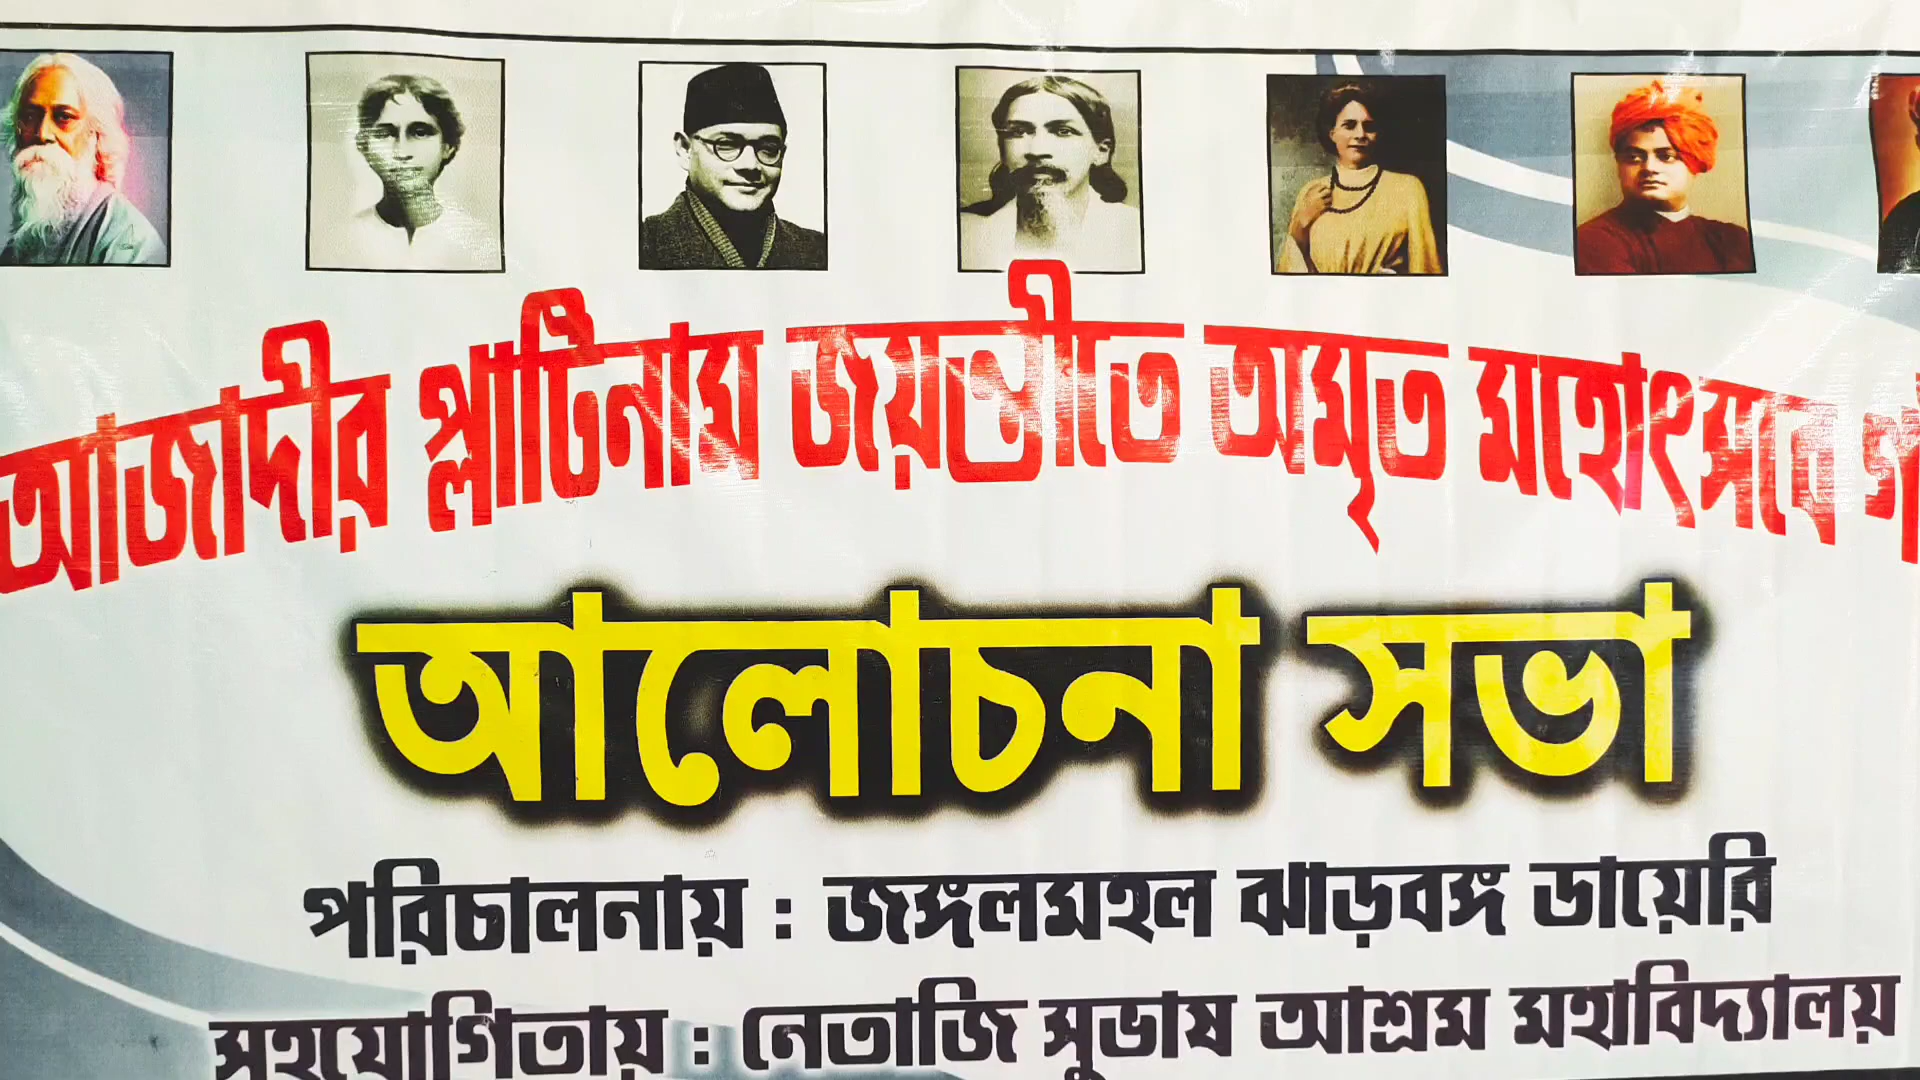 আজাদীর প্লাটিনাম জয়ন্তীতে অমৃত মহোৎসবে
আলোচনা সভা
পরিচালনায় : জঙ্গলমহল ঝাড়বঙ্গ ডায়েরি
সহযোগিতায় : নেতাজি সুভাষ আশ্রম মহাবিদ্যালয়